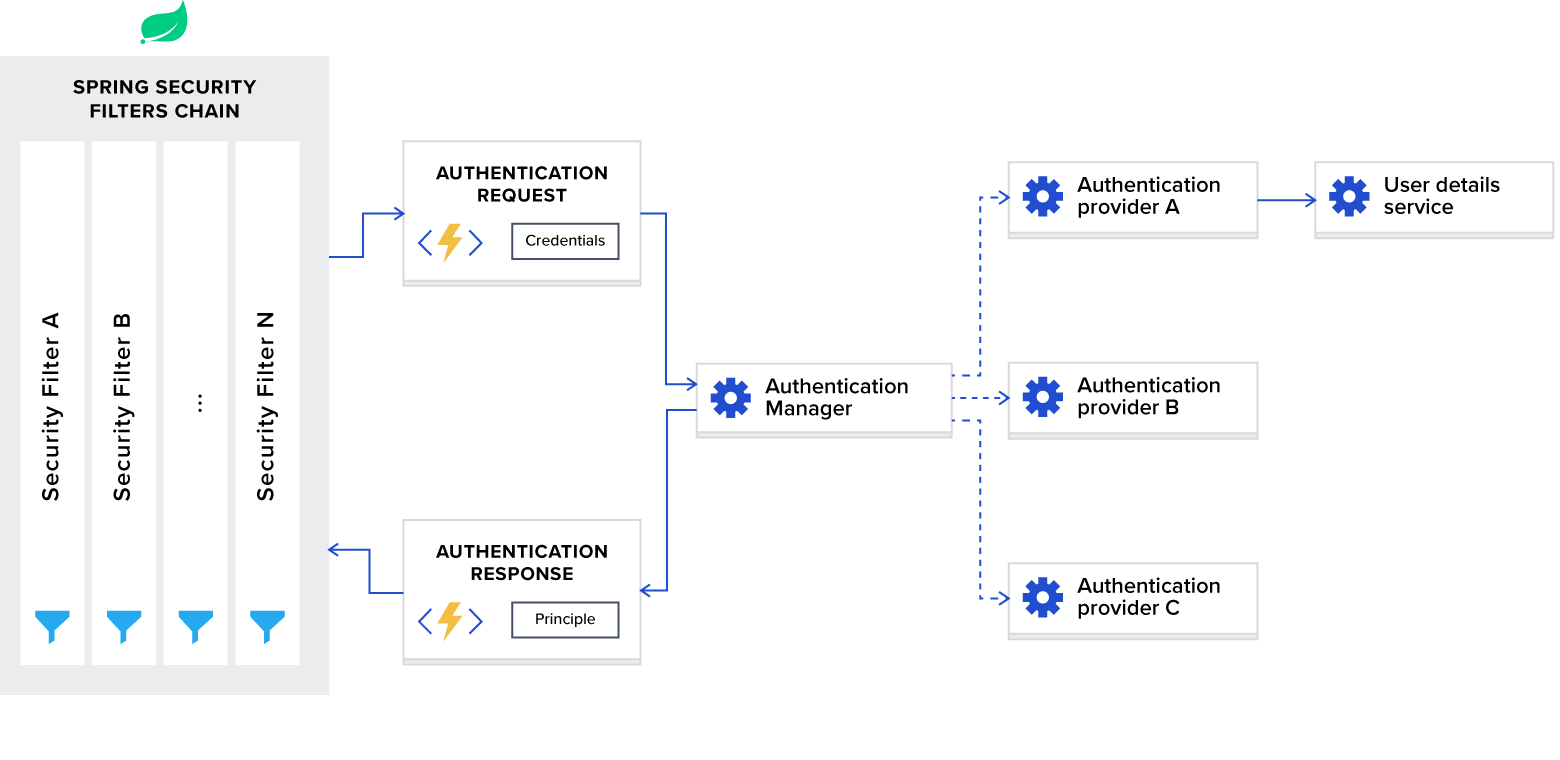 SPRING SECURITY
FILTERS CHAIN
Security Filter A
Security Filter B
...
Security Filter N
AUTHENTICATION
REQUEST
Credentials
AUTHENTICATION
RESPONSE
Principle
Authentication
Manager
Authentication
provider A
User details
service
Authentication
provider B
Authentication
provider C